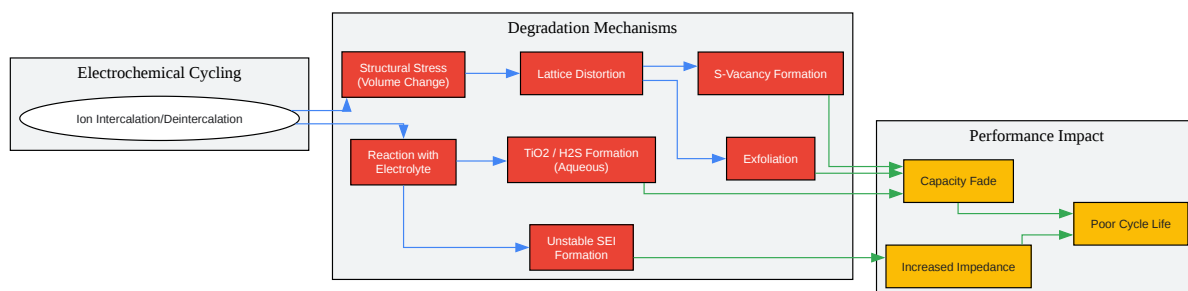 Degradation Mechanisms
Electrochemical Cycling
Ion Intercalation/Deintercalation
Structural Stress
(Volume Change)
Lattice Distortion
S-Vacancy Formation
Reaction with
Electrolyte
TiO2 / H2S Formation
(Aqueous)
Exfoliation
Unstable SEI
Formation
Performance Impact
Capacity Fade
Poor Cycle Life
Increased Impedance